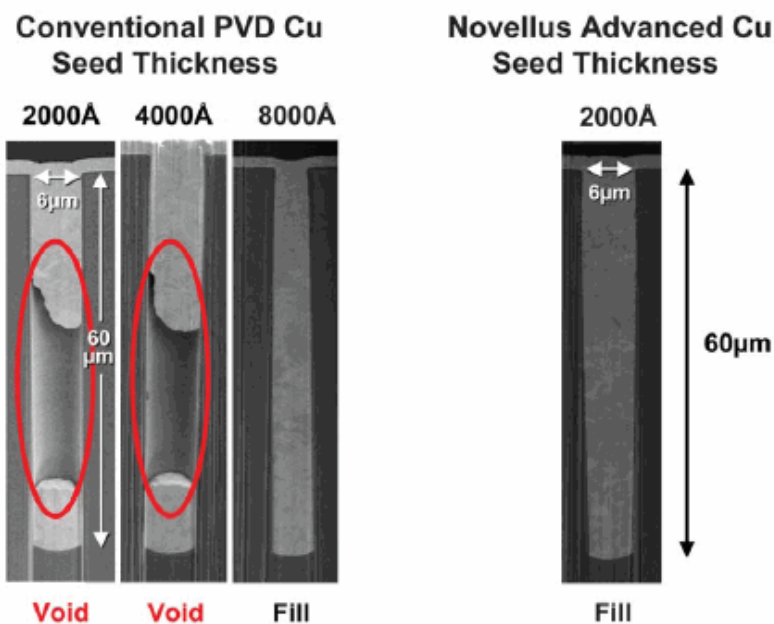 Conventional PVD Cu
Seed Thickness
Novellus Advanced Cu
Seed Thickness
2000Å
4000Å
8000Å
2000Å
6µm
60
µm
6µm
60µm
Void
Void
Fill
Fill